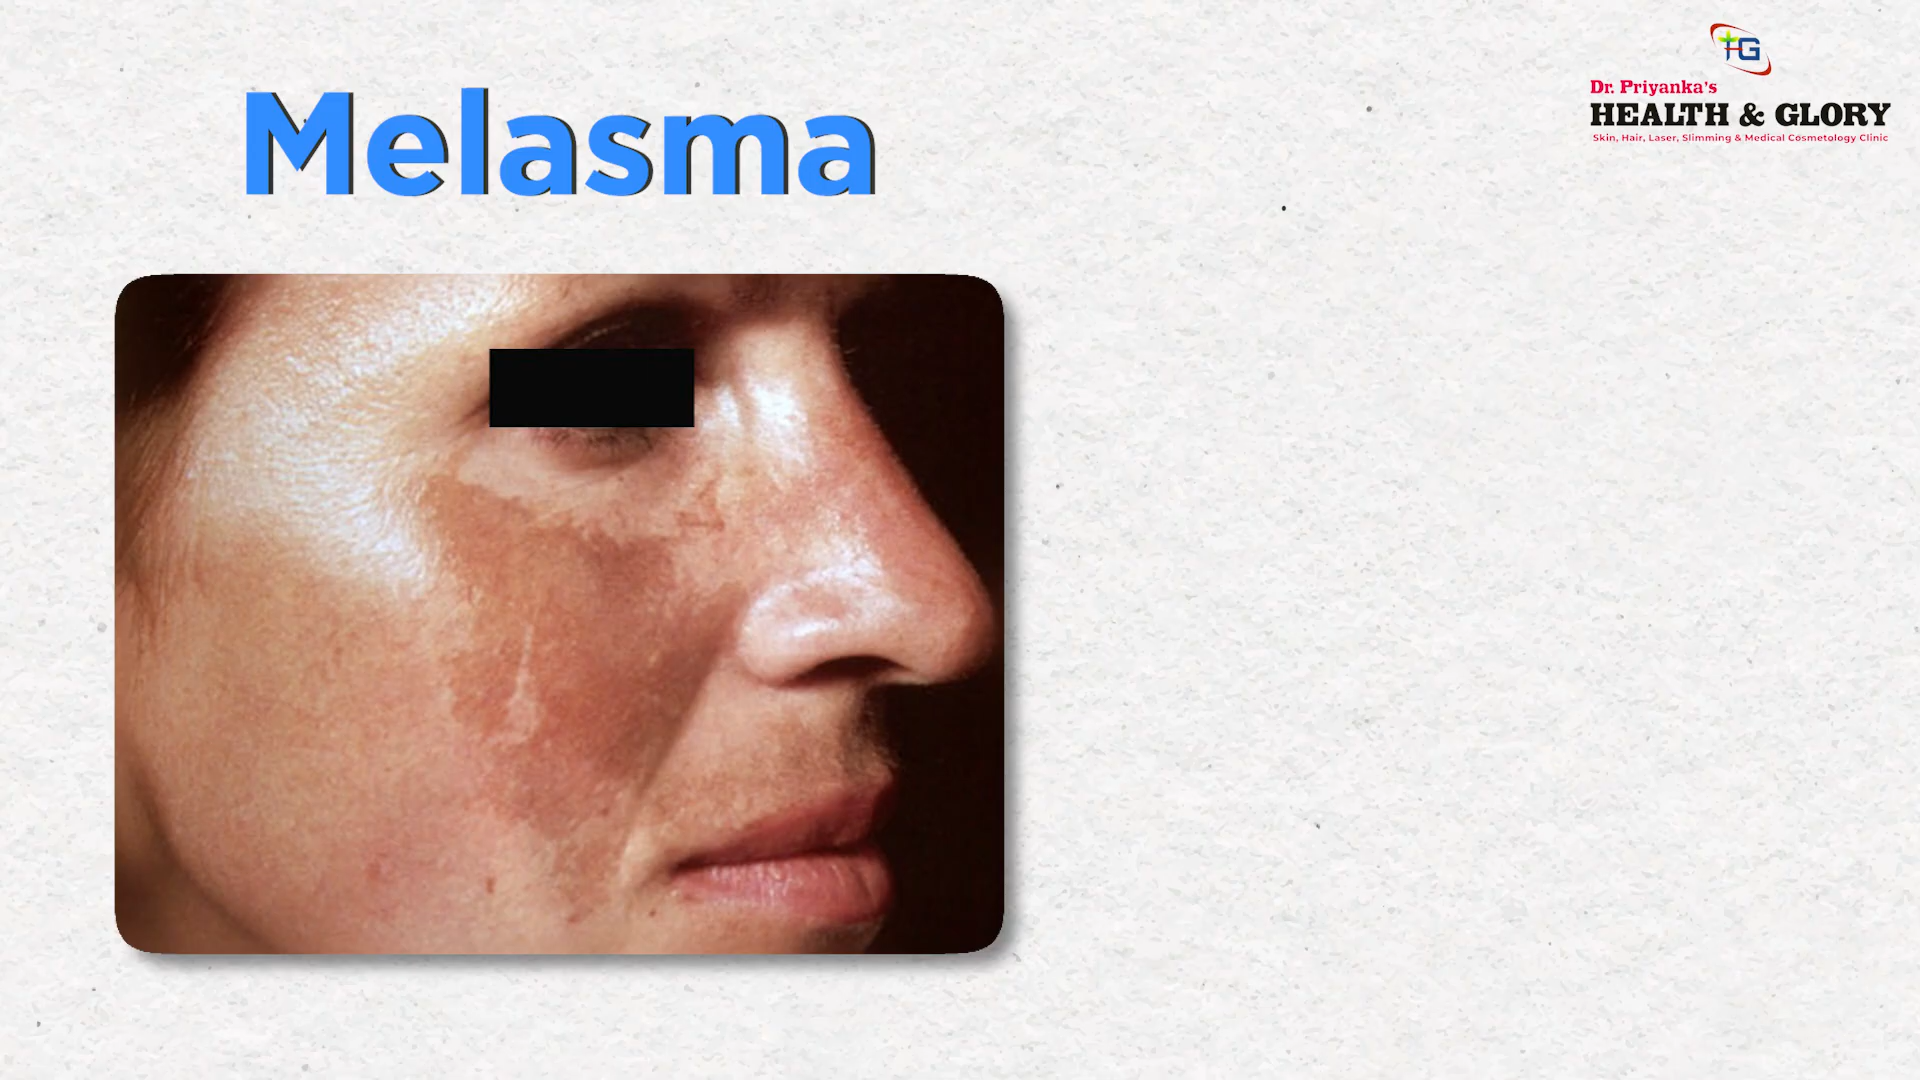 Melasma
Dr. Priyanka's
HEALTH & GLORY
Skin, Hair, Laser, Slimming & Medical Cosmetology Clinic